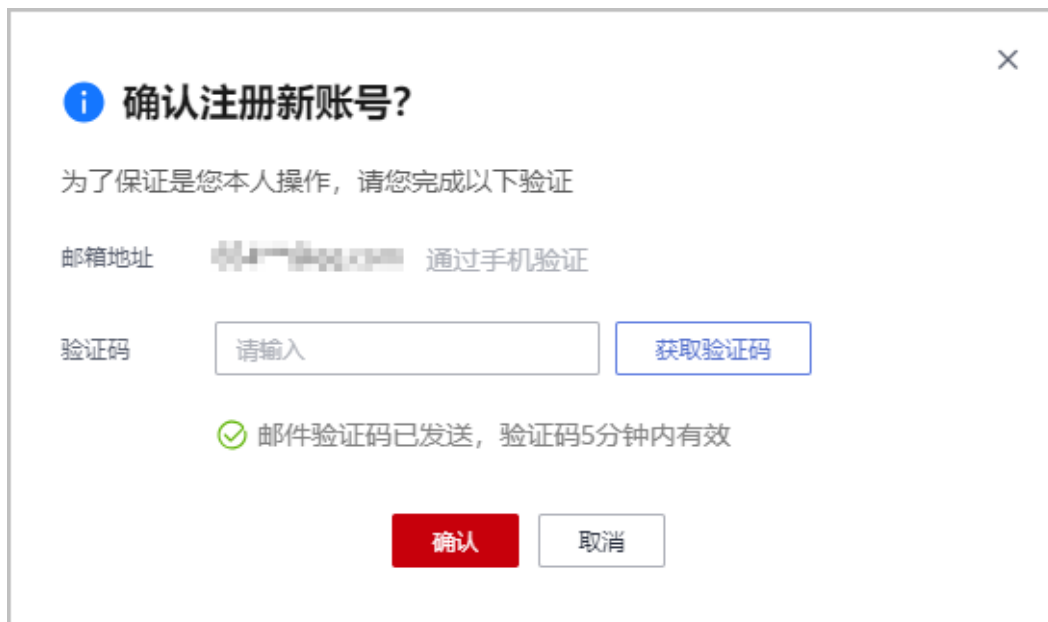 确认注册新账号?
为了保证是您本人操作，请您完成以下验证
邮箱地址 通过手机验证
验证码 请输入 获取验证码
邮件验证码已发送，验证码5分钟内有效
确认 取消